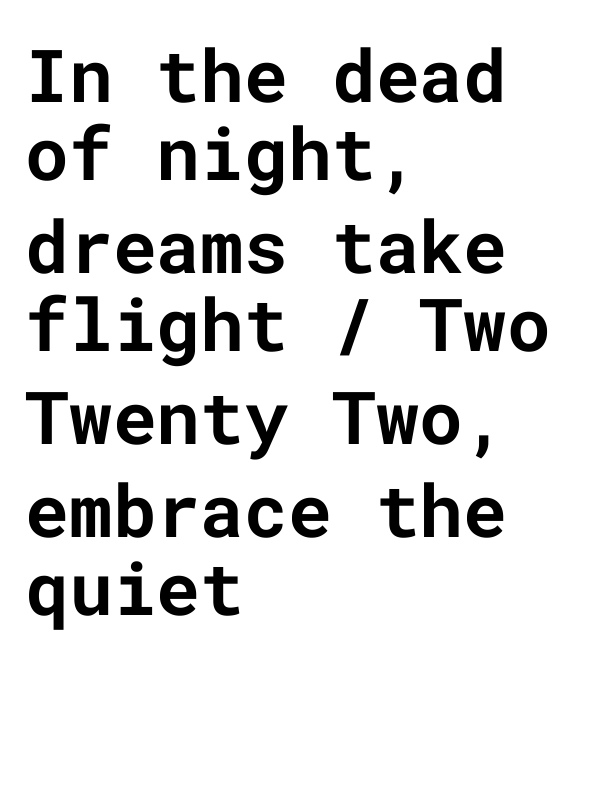 In the dead
of night,
dreams take
flight / Two
Twenty Two,
embrace the
quiet